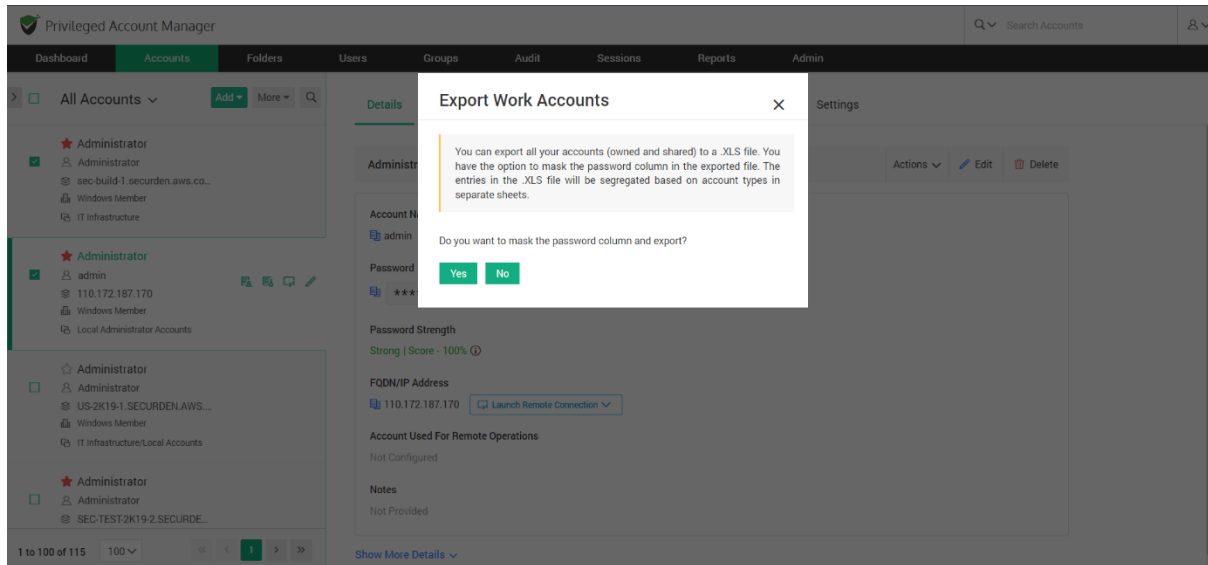 Privileged Account Manager
Search Accounts
Dashboard Accounts Folders Users Groups Audit Sessions Reports Admin
All Accounts
Add
More
Administrator
Administrator
sec-build-1.securden.aws.co...
Windows Member
IT Infrastructure
Administrator
admin
110.172.187.170
Windows Member
Local Administrator Accounts
Administrator
Administrator
US-2K19-1.SECURDEN.AWS....
Windows Member
IT Infrastructure/Local Accounts
Administrator
Administrator
SEC-TEST-2K19-2.SECURDE...
1 to 100 of 115
100
1
Details
Settings
Administr
Actions
Edit
Delete
Account N
admin
Password
***
Password Strength
Strong | Score - 100%
FQDN/IP Address
110.172.187.170
Launch Remote Connection
Account Used For Remote Operations
Not Configured
Notes
Not Provided
Show More Details
Export Work Accounts
You can export all your accounts (owned and shared) to a .XLS file. You
have the option to mask the password column in the exported file. The
entries in the .XLS file will be segregated based on account types in
separate sheets.
Do you want to mask the password column and export?
Yes
No